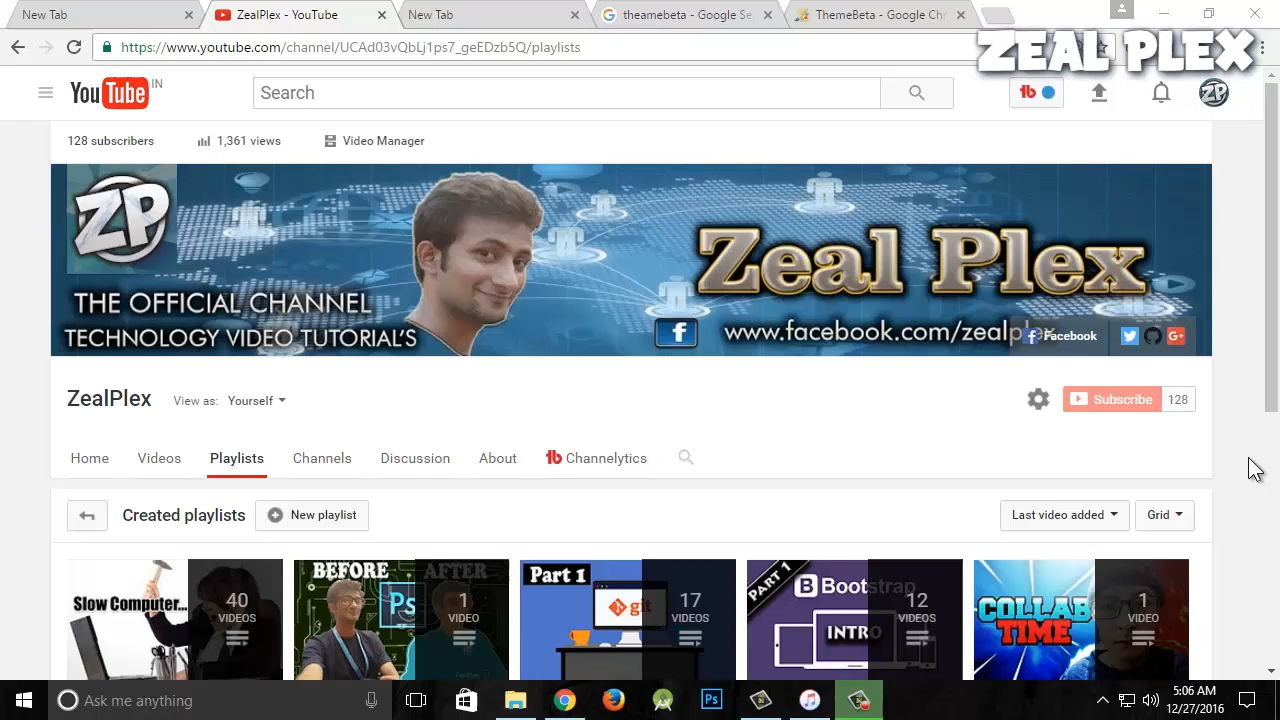 New Tab
ZealPlex - YouTube
New Tab
theamebeta - Google Se
ThemeBeta - Google Chr
https://www.youtube.com/channel/UCAd03vQbLj1ps7_geEDzb5Q/playlists
ZEAL PLEX
YouTube IN
Search
128 subscribers
1,361 views
Video Manager
ZP
THE OFFICIAL CHANNEL
TECHNOLOGY VIDEO TUTORIAL'S
Zeal Plex
www.facebook.com/zealplex
Facebook
ZealPlex
View as: Yourself
Subscribe 128
Home Videos Playlists Channels Discussion About Channelytics
Created playlists
New playlist
Last video added
Grid
Slow Computer...
40
VIDEOS
BEFORE AFTER
Ps
1
VIDEO
Part 1
git
17
VIDEOS
PART 1
B Bootstrap
INTRO
12
VIDEOS
COLLAB
TIME
1
VIDEO
Ask me anything
Ps
5:06 AM
12/27/2016